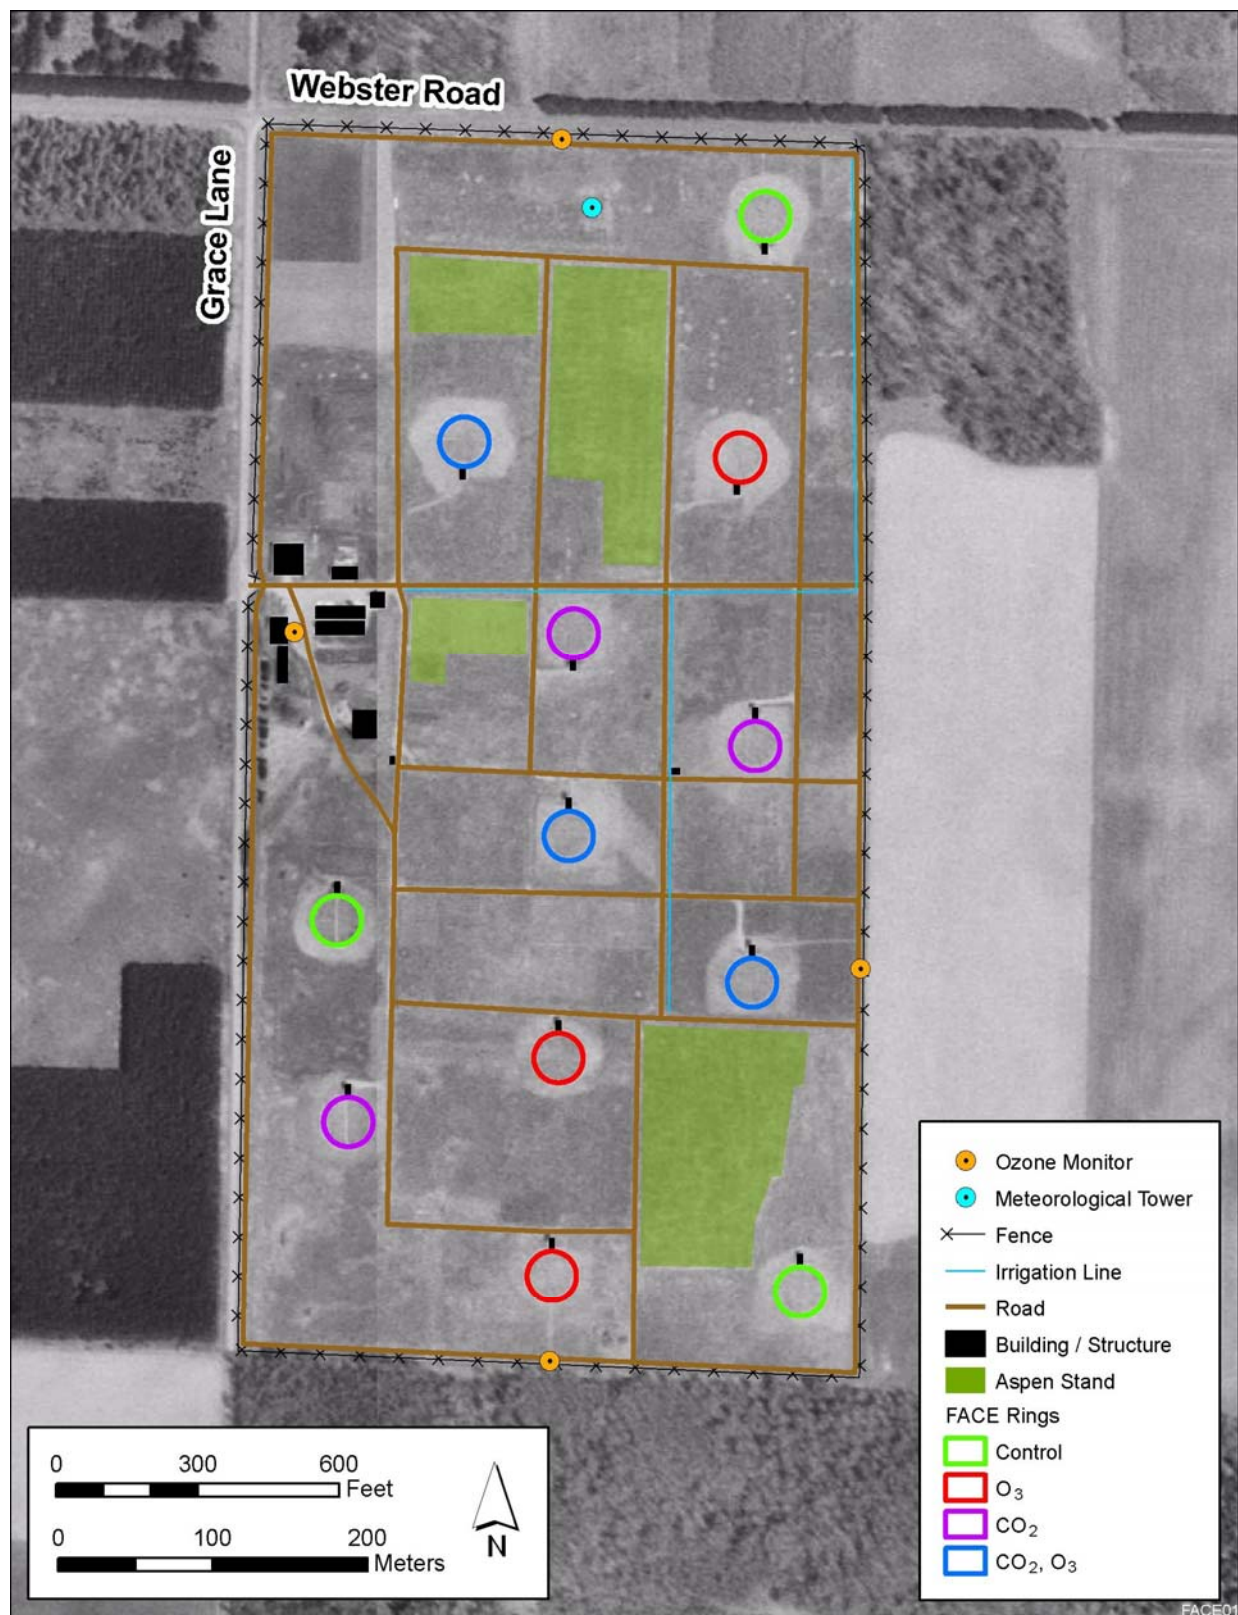 Webster Road
Grace Lane
Ozone Monitor
Meteorological Tower
Fence
Irrigation Line
Road
Building / Structure
Aspen Stand
FACE Rings
Control
O₃
CO₂
CO₂, O₃
0 300 600
Feet
0 100 200
Meters
N
FACE01